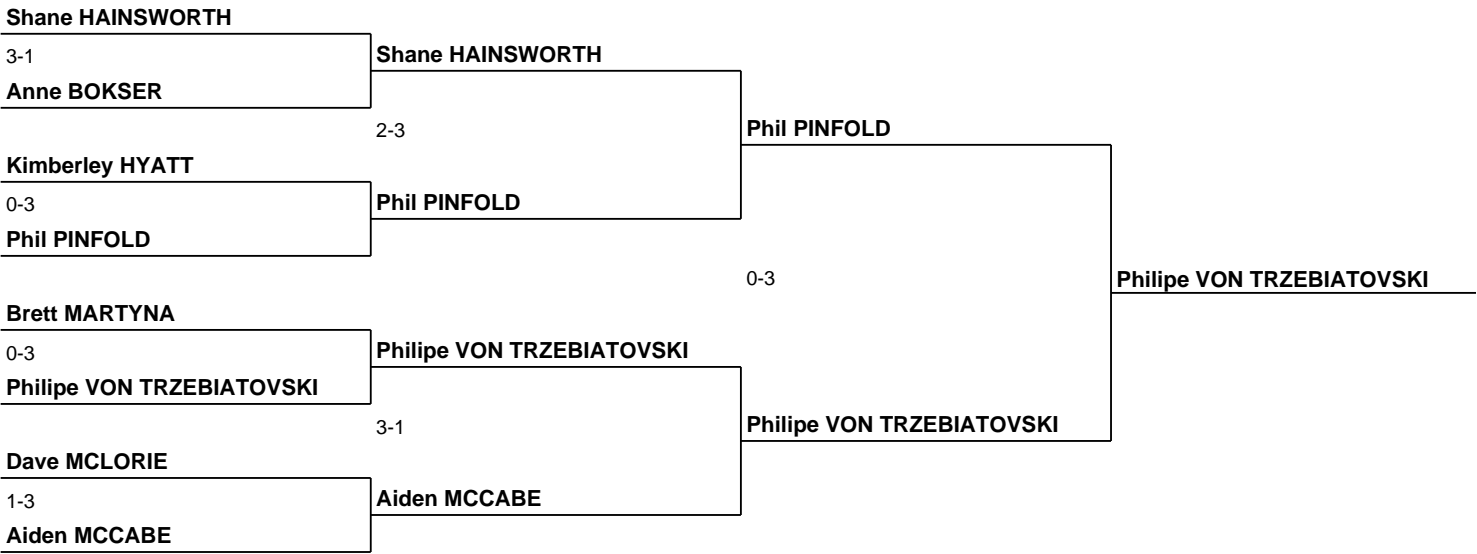 Shane HAINSWORTH
3-1
Shane HAINSWORTH
Anne BOKSER
2-3
Phil PINFOLD
Kimberley HYATT
0-3
Phil PINFOLD
Phil PINFOLD
0-3
Philipe VON TRZEBIATOVSKI
Brett MARTYNA
0-3
Philipe VON TRZEBIATOVSKI
Philipe VON TRZEBIATOVSKI
3-1
Philipe VON TRZEBIATOVSKI
Dave MCLORIE
1-3
Aiden MCCABE
Aiden MCCABE